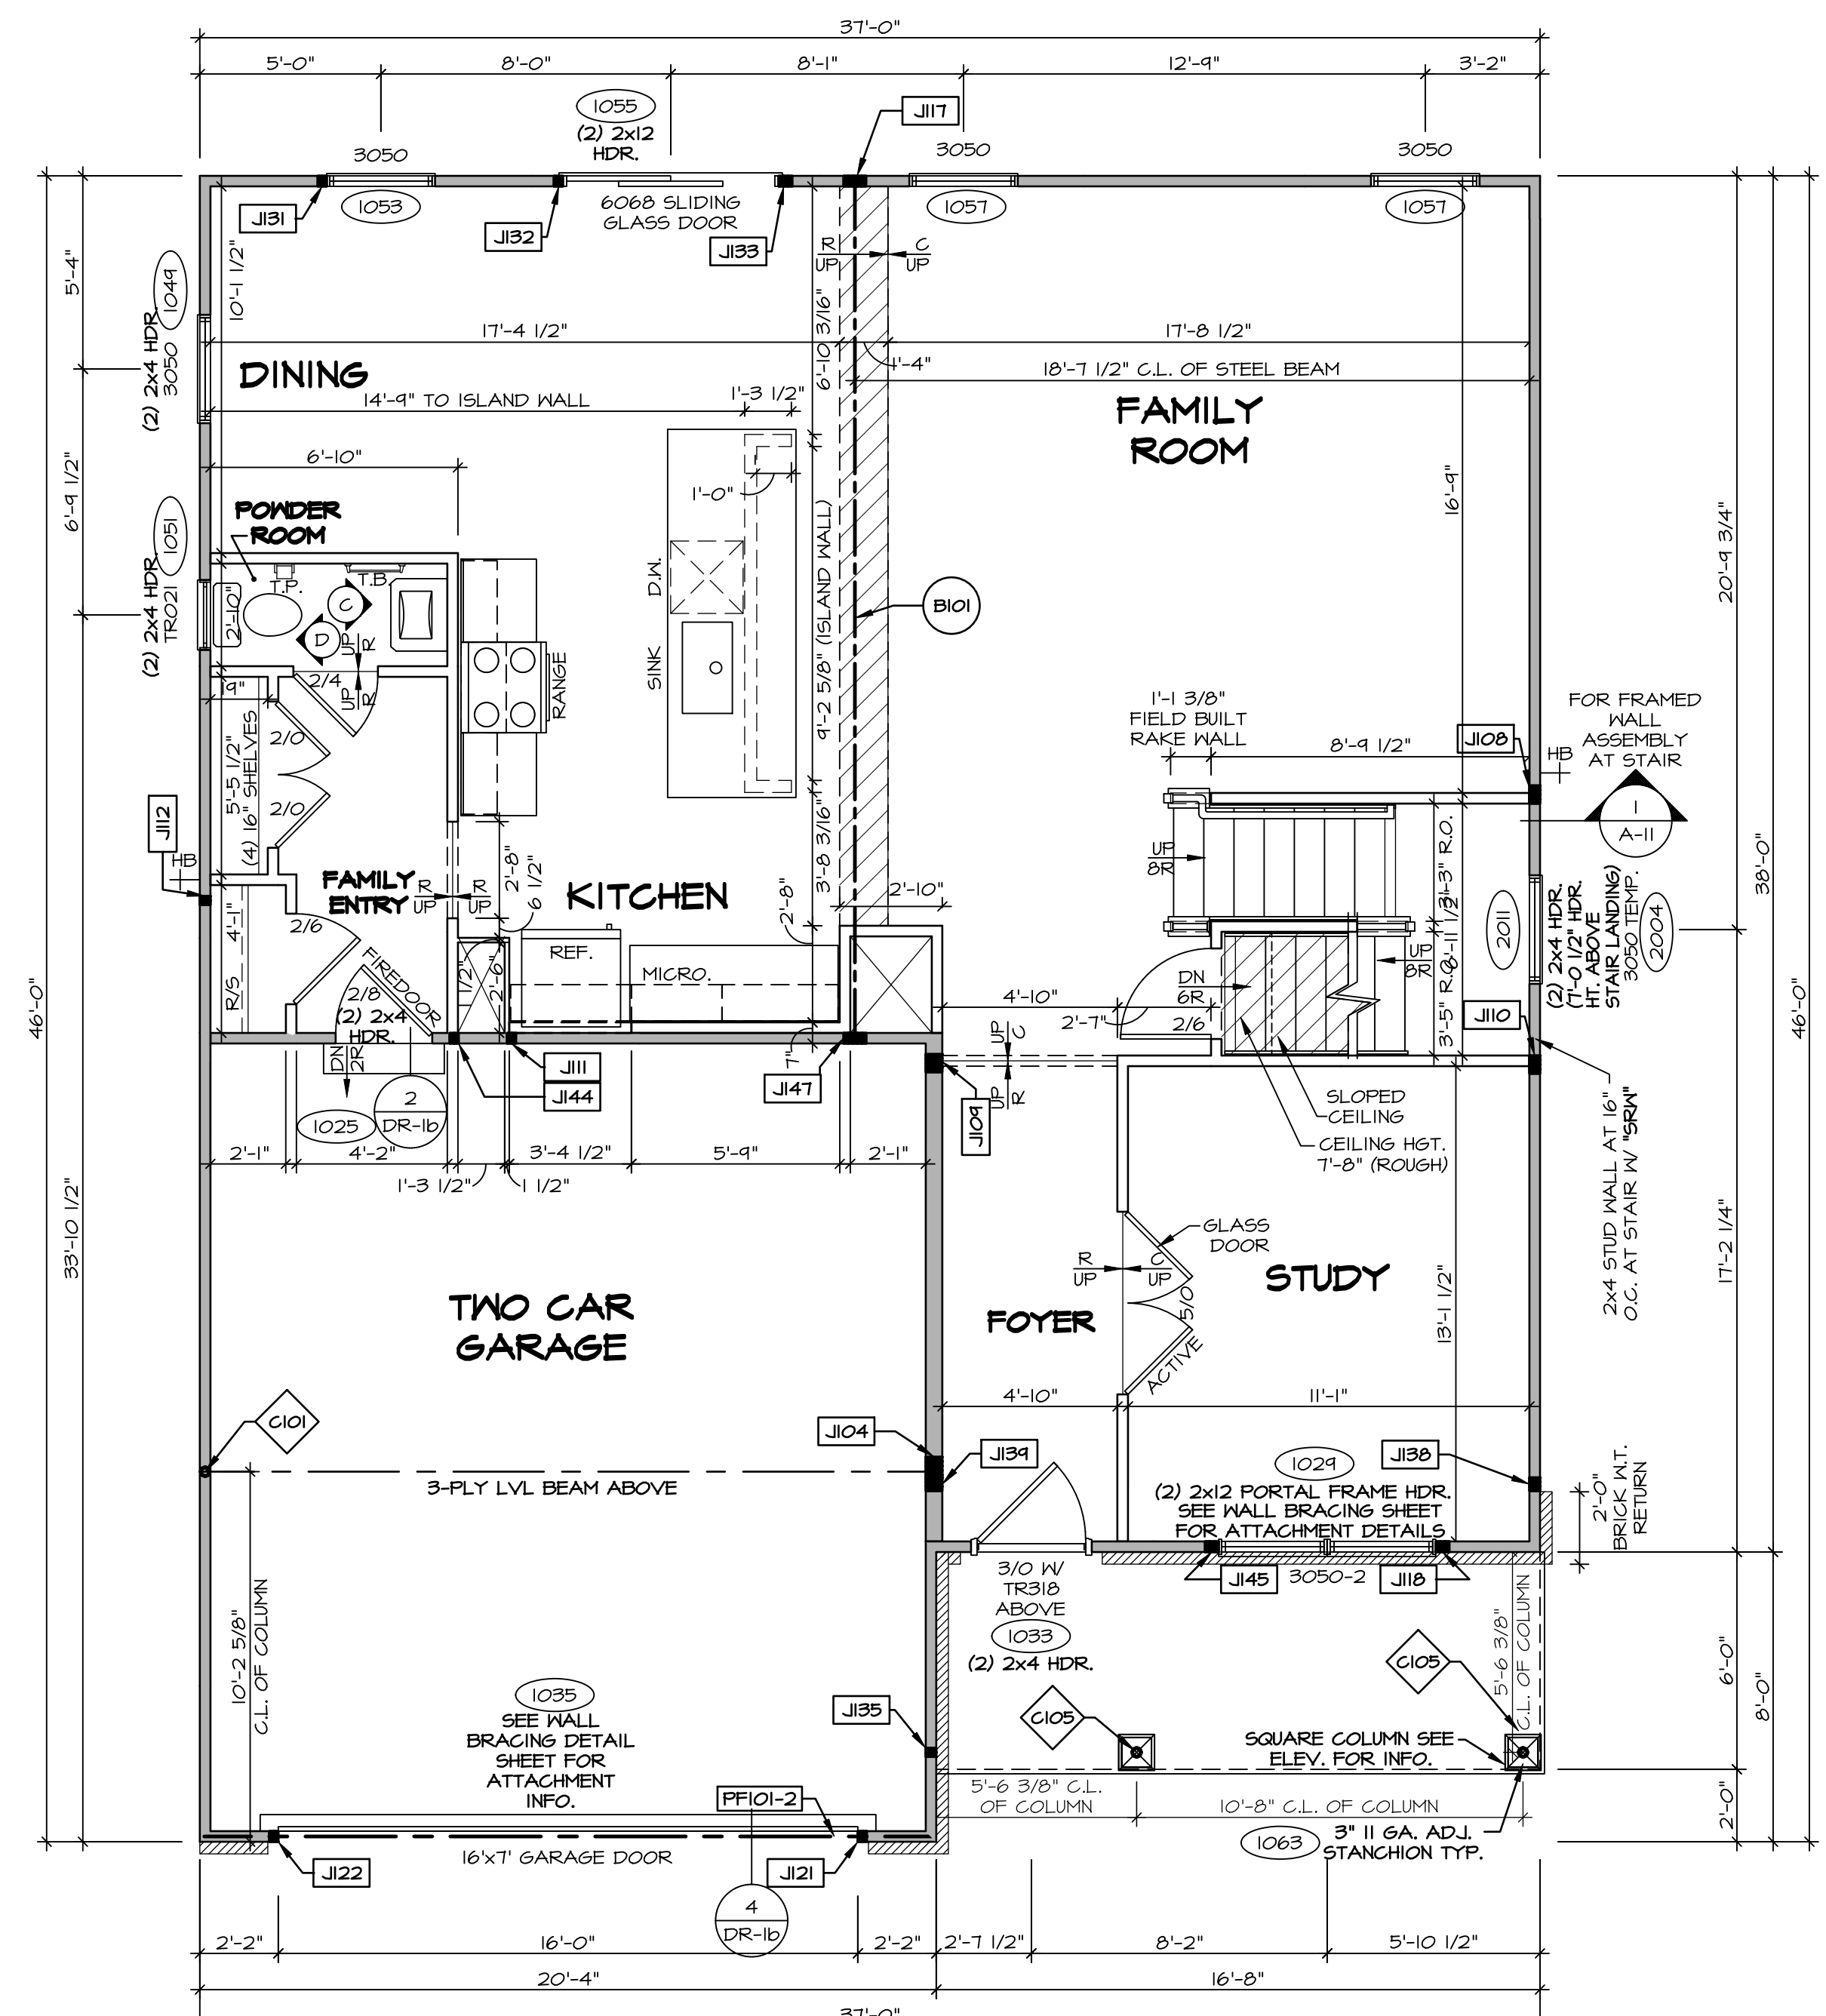 37'-0"
5'-0"
8'-0"
8'-1"
12'-9"
3'-2"
1055
(2) 2x12
HDR.
J117
3050
3050
3050
1053
J131
J132
6068 SLIDING
GLASS DOOR
J133
1057
1057
R
UP
C
UP
5'-4"
1049
(2) 2x4 HDR.
3050
10'-1 1/2"
17'-4 1/2"
6'-10 3/16"
17'-8 1/2"
1'-4"
18'-7 1/2" C.L. OF STEEL BEAM
DINING
14'-9" TO ISLAND WALL
1'-3 1/2"
FAMILY
ROOM
6'-10"
1'-0"
16'-9"
6'-9 1/2"
1051
(2) 2x4 HDR.
TR021
POWDER
ROOM
T.P.
T.B.
C
D
2'-10"
UP
R
UP
R
2/4
D.W.
SINK
RANGE
9'-2 5/8" (ISLAND WALL)
B101
20'-9 3/4"
19"
2/0
2/0
5'-5 1/2"
(4) 16" SHELVES
1'-1 3/8"
FIELD BUILT
RAKE WALL
8'-9 1/2"
J108
HB
FOR FRAMED
WALL
ASSEMBLY
AT STAIR
1
A-11
J112
HB
FAMILY
ENTRY
R
UP
R
UP
2'-8"
6 1/2"
KITCHEN
3'-8 3/16"
2'-8"
2'-10"
UP
8R
3'-3" R.O.
8'-11 1/2"
2011
(2) 2x4 HDR.
(7'-0 1/2" HDR.
HT. ABOVE
STAIR LANDING)
3050 TEMP.
2004
38'-0"
46'-0"
46'-0"
4'-1"
R/S
2/6
FIREDOOR
2/8
(2) 2x4
HDR.
DN
2R
1 1/2"
2'-6"
REF.
MICRO.
4'-10"
2'-7"
2/6
DN
6R
UP
8R
3'-5" R.O.
J110
7"
UP
C
UP
R
J111
J144
J147
J109
2
DR-1b
1025
2'-1"
4'-2"
1'-3 1/2"
1 1/2"
3'-4 1/2"
5'-9"
2'-1"
SLOPED
CEILING
CEILING HGT.
7'-8" (ROUGH)
2x4 STUD WALL AT 16"
O.C. AT STAIR W/ "SRW"
33'-10 1/2"
17'-2 1/4"
GLASS
DOOR
R
UP
C
UP
5/0
ACTIVE
STUDY
13'-1 1/2"
TWO CAR
GARAGE
FOYER
4'-10"
11'-1"
C101
J104
J139
3-PLY LVL BEAM ABOVE
1029
J138
(2) 2x12 PORTAL FRAME HDR.
SEE WALL BRACING SHEET
FOR ATTACHMENT DETAILS
2'-0"
BRICK W.T.
RETURN
J145
3050-2
J118
3/0 W/
TR318
ABOVE
1033
(2) 2x4 HDR.
10'-2 5/8"
C.L. OF COLUMN
5'-6 3/8"
C.L. OF COLUMN
C105
C105
6'-0"
8'-0"
2'-0"
1035
SEE WALL
BRACING DETAIL
SHEET FOR
ATTACHMENT
INFO.
J135
SQUARE COLUMN SEE
ELEV. FOR INFO.
PF101-2
5'-6 3/8" C.L.
OF COLUMN
10'-8" C.L. OF COLUMN
1063
3" 11 GA. ADJ.
STANCHION TYP.
J122
16'x7' GARAGE DOOR
J121
4
DR-1b
2'-2"
16'-0"
2'-2"
2'-7 1/2"
8'-2"
5'-10 1/2"
20'-4"
16'-8"
37'-0"